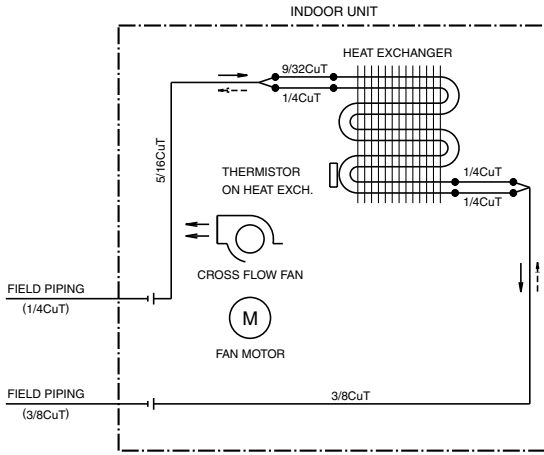 INDOOR UNIT
HEAT EXCHANGER
9/32CuT
1/4CuT
5/16CuT
THERMISTOR
ON HEAT EXCH.
1/4CuT
1/4CuT
CROSS FLOW FAN
FIELD PIPING
(1/4CuT)
M
FAN MOTOR
FIELD PIPING
(3/8CuT)
3/8CuT